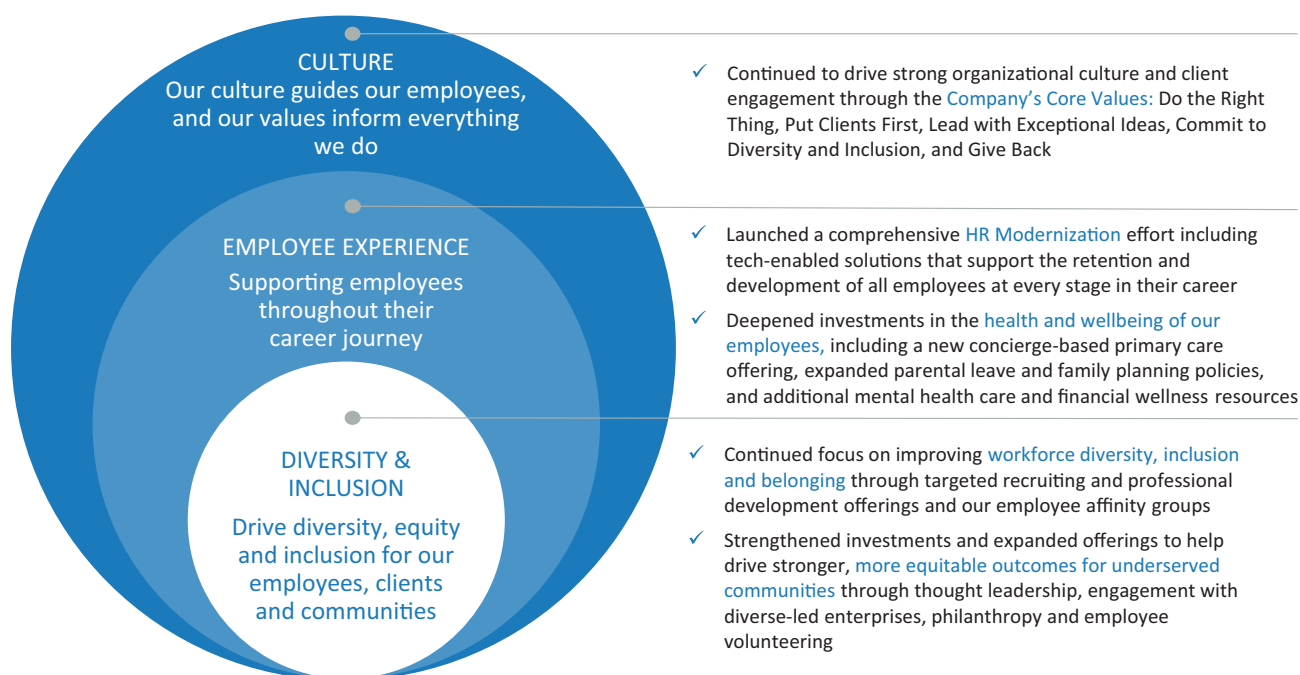 CULTURE
Our culture guides our employees,
and our values inform everything
we do
✓ Continued to drive strong organizational culture and client
engagement through the Company’s Core Values: Do the Right
Thing, Put Clients First, Lead with Exceptional Ideas, Commit to
Diversity and Inclusion, and Give Back
EMPLOYEE EXPERIENCE
Supporting employees
throughout their
career journey
✓ Launched a comprehensive HR Modernization effort including
tech-enabled solutions that support the retention and
development of all employees at every stage in their career
✓ Deepened investments in the health and wellbeing of our
employees, including a new concierge-based primary care
offering, expanded parental leave and family planning policies,
and additional mental health care and financial wellness resources
DIVERSITY &
INCLUSION
Drive diversity, equity
and inclusion for our
employees, clients
and communities
✓ Continued focus on improving workforce diversity, inclusion
and belonging through targeted recruiting and professional
development offerings and our employee affinity groups
✓ Strengthened investments and expanded offerings to help
drive stronger, more equitable outcomes for underserved
communities through thought leadership, engagement with
diverse-led enterprises, philanthropy and employee
volunteering